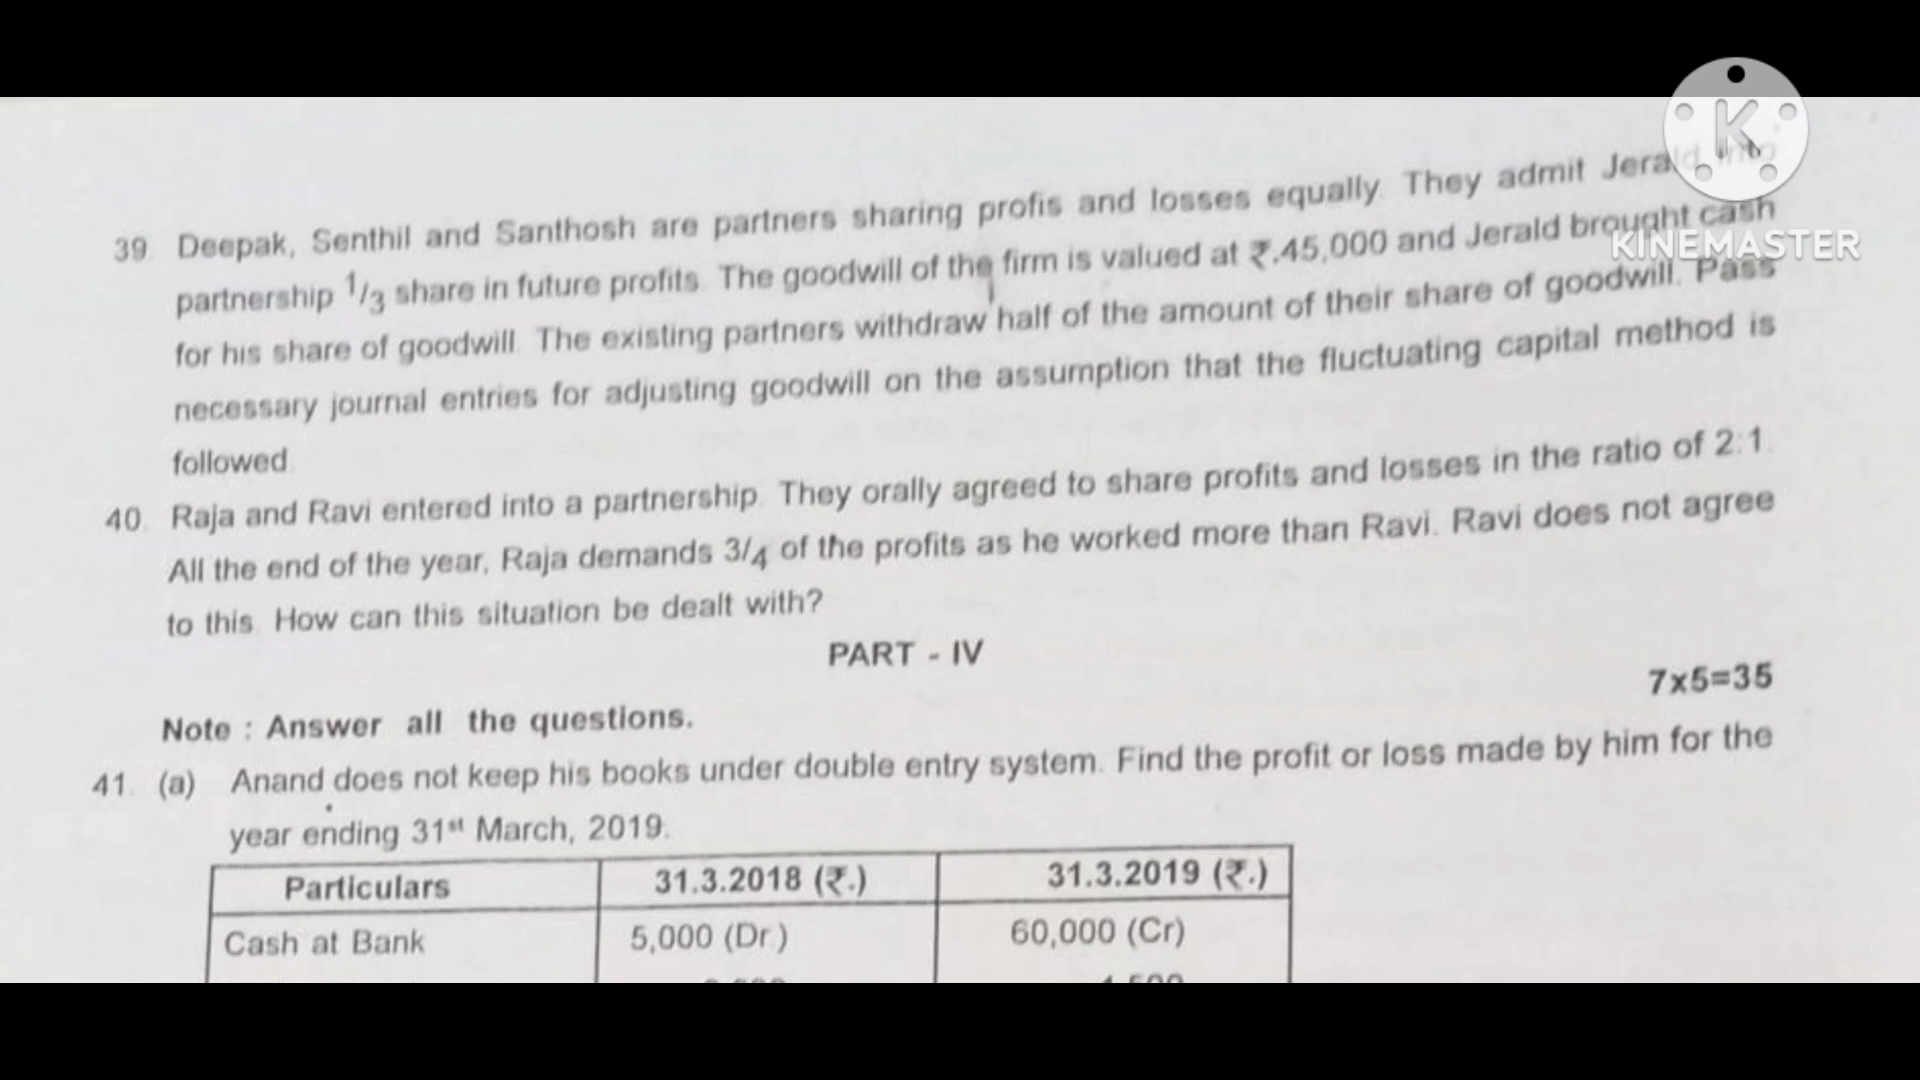 39. Deepak, Senthil and Santhosh are partners sharing profis and losses equally. They admit Jerald into
partnership 1/3 share in future profits. The goodwill of the firm is valued at ₹.45,000 and Jerald brought cash
for his share of goodwill. The existing partners withdraw half of the amount of their share of goodwill. Pass
necessary journal entries for adjusting goodwill on the assumption that the fluctuating capital method is
followed.
40. Raja and Ravi entered into a partnership. They orally agreed to share profits and losses in the ratio of 2:1.
All the end of the year, Raja demands 3/4 of the profits as he worked more than Ravi. Ravi does not agree
to this. How can this situation be dealt with?
PART - IV
7x5=35
Note : Answer all the questions.
41. (a) Anand does not keep his books under double entry system. Find the profit or loss made by him for the
year ending 31st March, 2019.
Particulars 31.3.2018 (₹.) 31.3.2019 (₹.)
Cash at Bank 5,000 (Dr.) 60,000 (Cr)
K
KINEMASTER